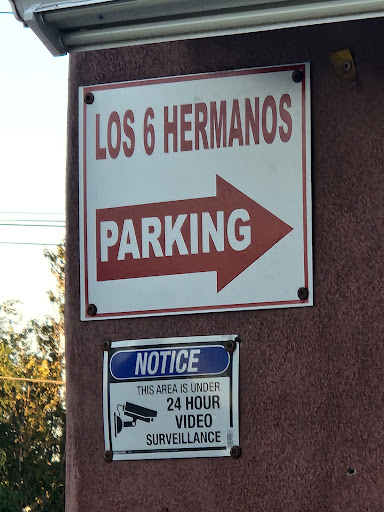 LOS 6 HERMANOS
PARKING
NOTICE
THIS AREA IS UNDER
24 HOUR
VIDEO
SURVEILLANCE